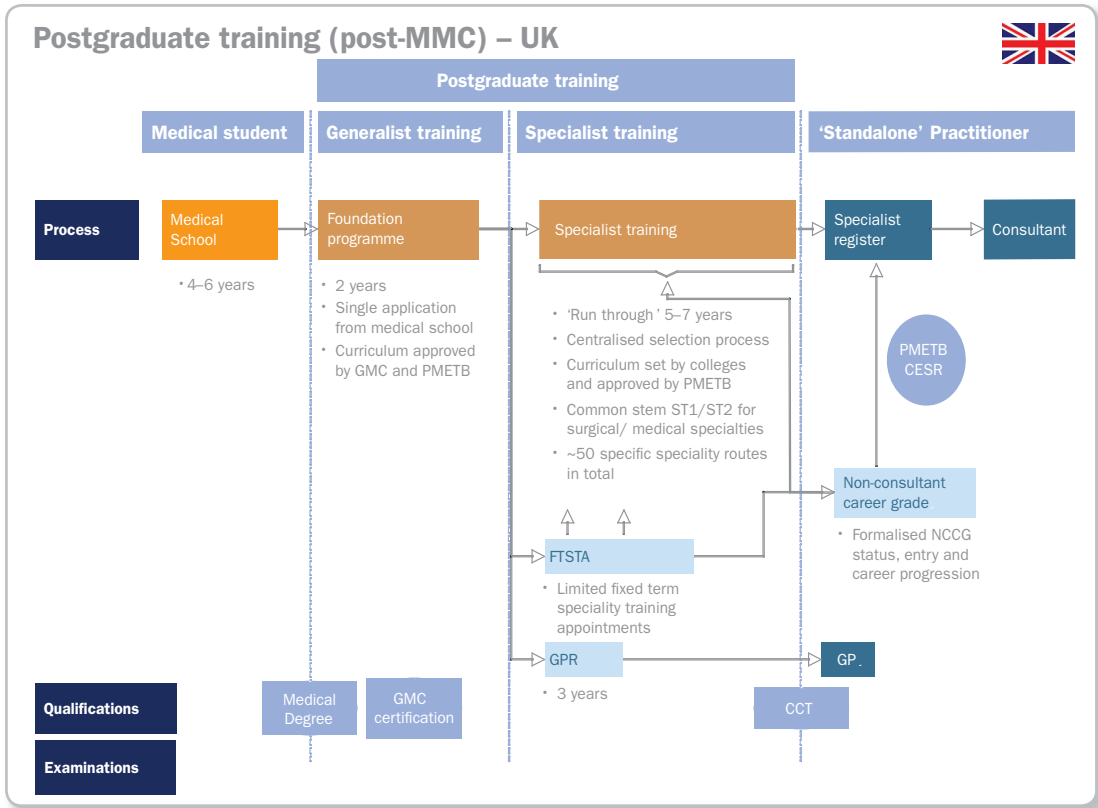 Postgraduate training (post-MMC) – UK
Postgraduate training
Medical student
Generalist training
Specialist training
‘Standalone’ Practitioner
Process
Medical
School
Foundation
programme
Specialist training
Specialist
register
Consultant
• 4–6 years
• 2 years
• Single application
from medical school
• Curriculum approved
by GMC and PMETB
• ‘Run through’ 5–7 years
• Centralised selection process
• Curriculum set by colleges
and approved by PMETB
• Common stem ST1/ST2 for
surgical/ medical specialties
• ~50 specific speciality routes
in total
PMETB
CESR
Non-consultant
career grade
• Formalised NCCG
status, entry and
career progression
FTSTA
• Limited fixed term
speciality training
appointments
GPR
• 3 years
GP.
Qualifications
Medical
Degree
GMC
certification
CCT
Examinations